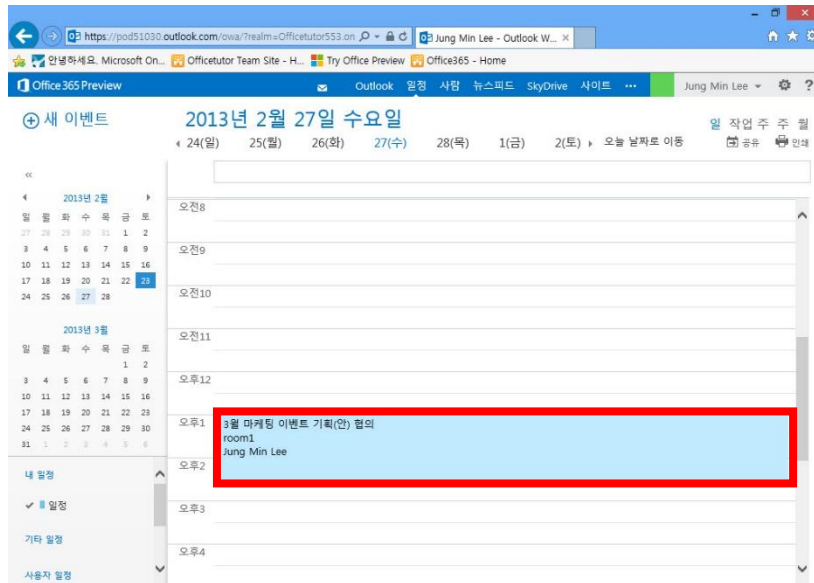 https://pod51030.outlook.com/owa/?realm=Officetutor553.on
Jung Min Lee - Outlook W...
안녕하세요. Microsoft On...
Officetutor Team Site - H...
Try Office Preview
Office365 - Home
Office 365 Preview
Outlook 일정 사람 뉴스피드 SkyDrive 사이트 ...
Jung Min Lee
?
새 이벤트
2013년 2월 27일 수요일
일 작업 주 주 월
24(일) 25(월) 26(화) 27(수) 28(목) 1(금) 2(토) 오늘 날짜로 이동
공유 인쇄
«
2013년 2월
일 월 화 수 목 금 토
27 28 29 30 31 1 2
3 4 5 6 7 8 9
10 11 12 13 14 15 16
17 18 19 20 21 22 23
24 25 26 27 28
2013년 3월
일 월 화 수 목 금 토
1 2
3 4 5 6 7 8 9
10 11 12 13 14 15 16
17 18 19 20 21 22 23
24 25 26 27 28 29 30
31 1 2 3 4 5 6
내 일정
일정
기타 일정
사용자 일정
오전8
오전9
오전10
오전11
오후12
오후1
3월 마케팅 이벤트 기획(안) 협의
room1
Jung Min Lee
오후2
오후3
오후4